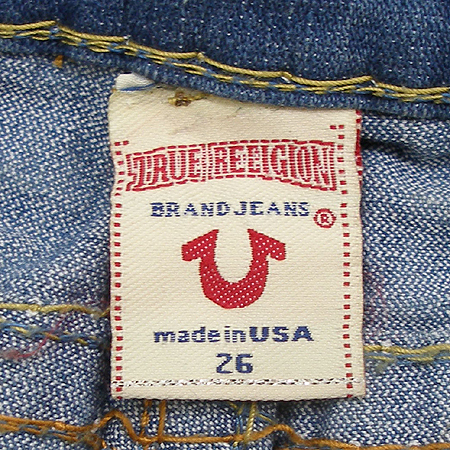 TRUE RELIGION
BRAND JEANS ®
made in USA
26